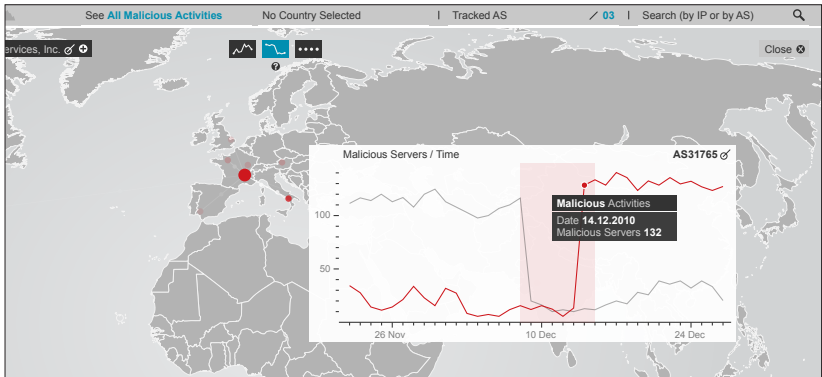 See All Malicious Activities No Country Selected | Tracked AS / 03 | Search (by IP or by AS)
ervices, Inc.
Close
Malicious Servers / Time AS31765
100
50
Malicious Activities
Date 14.12.2010
Malicious Servers 132
26 Nov 10 Dec 24 Dec